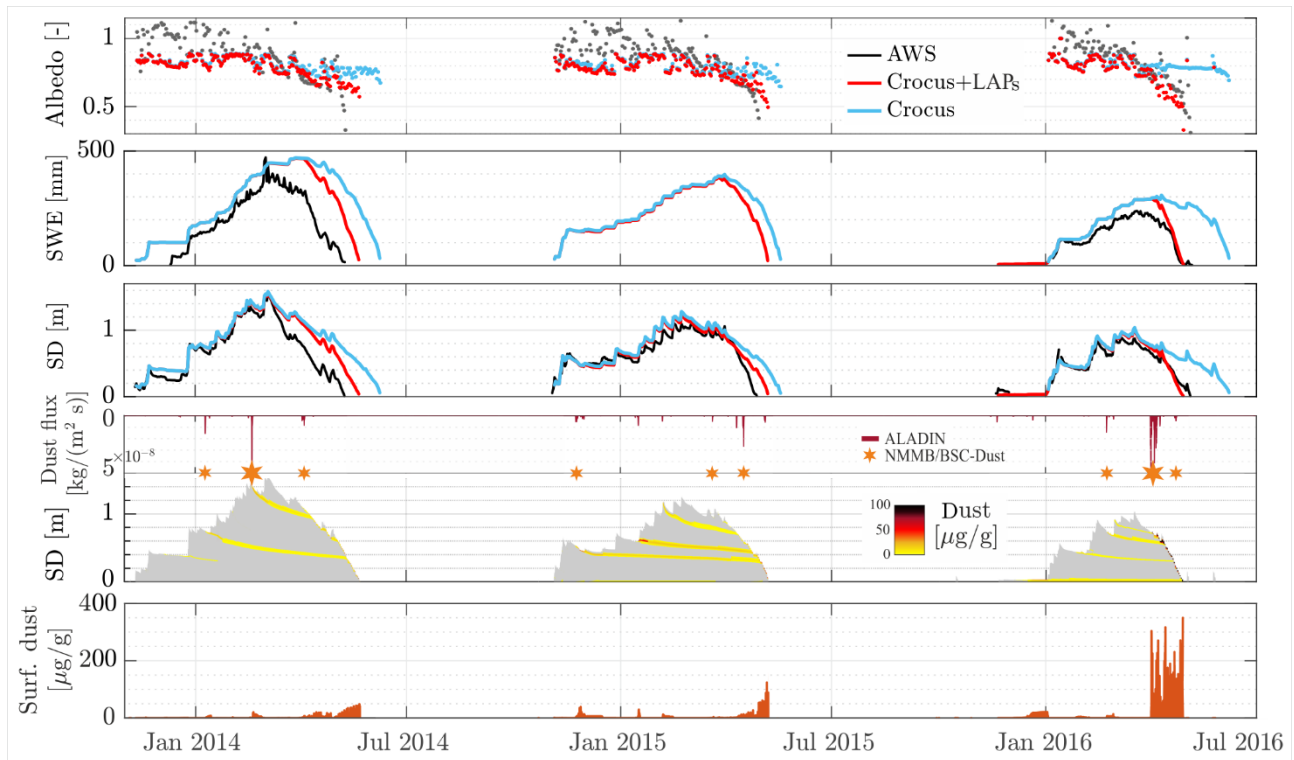 Albedo [-]
1
0.5
AWS
Crocus+LAPs
Crocus
SWE [mm]
500
0
SD [m]
1
0
Dust flux
[kg/(m² s)]
0
5
×10⁻⁸
ALADIN
NMMB/BSC-Dust
SD [m]
1
0
100
50
0
Dust
[μg/g]
Surf. dust
[μg/g]
400
200
0
Jan 2014
Jul 2014
Jan 2015
Jul 2015
Jan 2016
Jul 2016